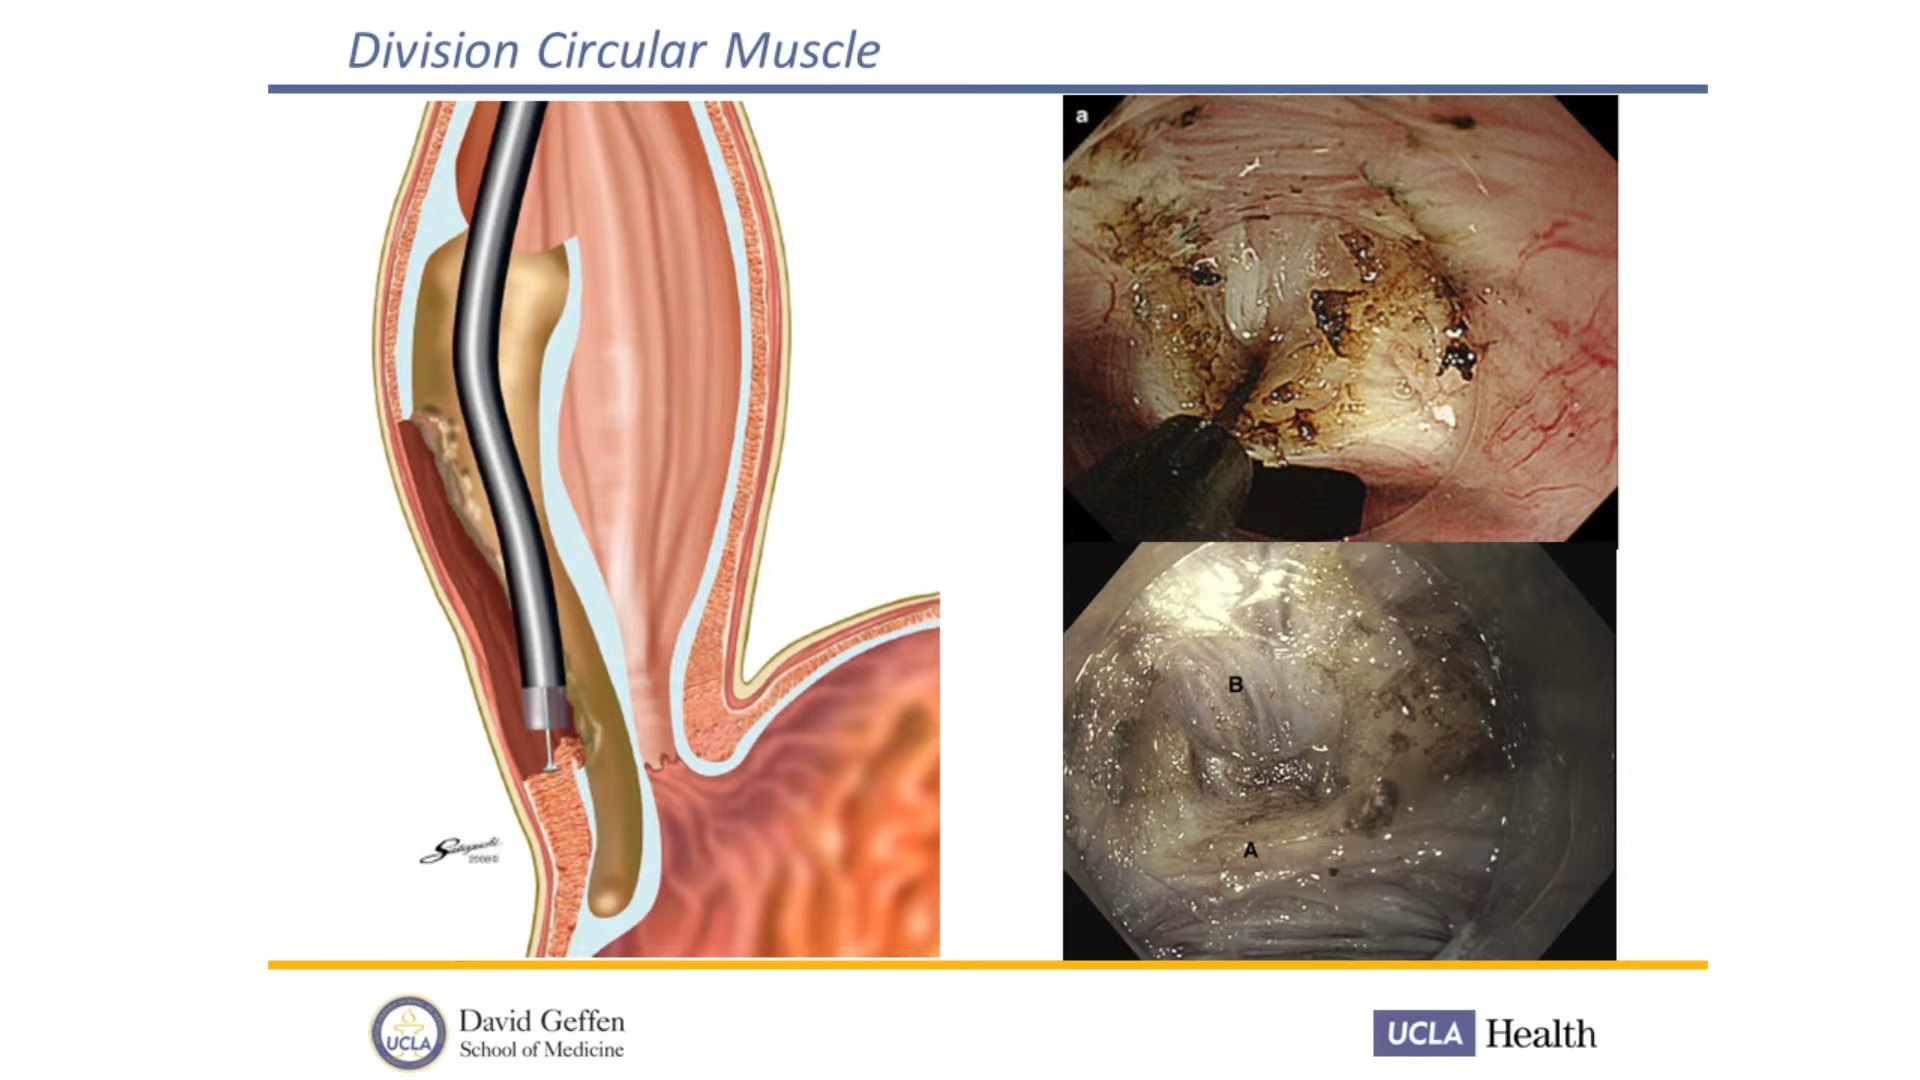 Division Circular Muscle
a
B
A
UCLA
David Geffen
School of Medicine
UCLA Health